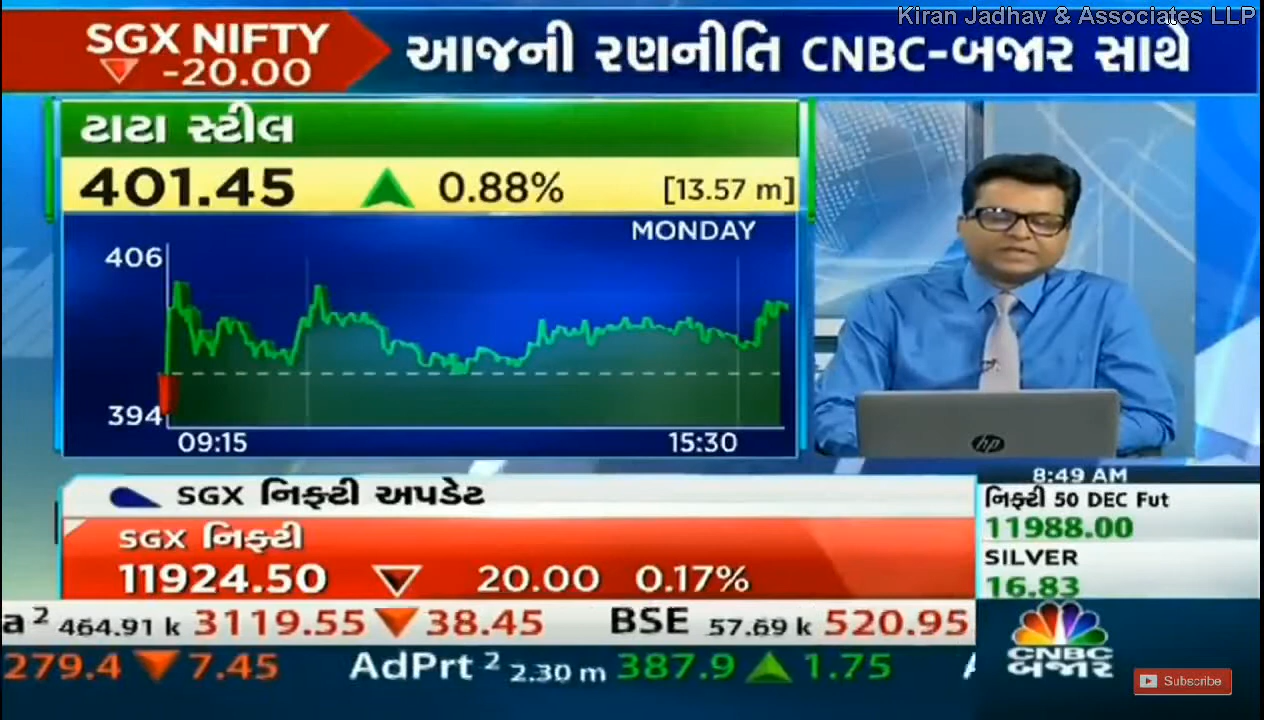 Kiran Jadhav & Associates LLP
SGX NIFTY
-20.00
આજની રણનીતિ CNBC-બજાર સાથે
ટાટા સ્ટીલ
401.45 0.88% [13.57 m]
MONDAY
406
394
09:15 15:30
hp
8:49 AM
SGX નિફ્ટી અપડેટ
SGX નિફ્ટી
11924.50 20.00 0.17%
નિફ્ટી 50 DEC Fut
11988.00
SILVER
16.83
a² 464.91 k 3119.55 38.45 BSE 57.69 k 520.95
279.4 7.45 AdPrt² 2.30 m 387.9 1.75
CNBC
બજાર
Subscribe